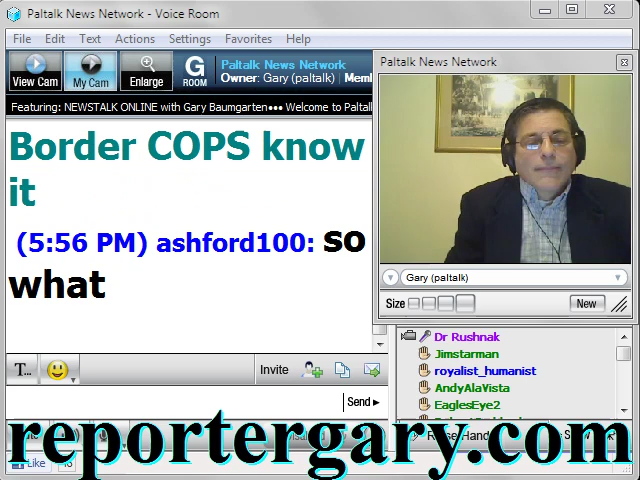 Paltalk News Network - Voice Room
File Edit Text Actions Settings Favorites Help
View Cam My Cam Enlarge
G ROOM
Paltalk News Network
Owner: Gary (paltalk) |
Featuring: NEWSTALK ONLINE with Gary Baumgarten••• Welcome to
Border COPS know
it
(5:56 PM) ashford100: so
what
Paltalk News Network
Gary (paltalk)
Size New
T... Invite
Send
Dr Rushnak
Jimstarman
royalist_humanist
AndyAlaVista
EaglesEye2
reportergary.com
Like